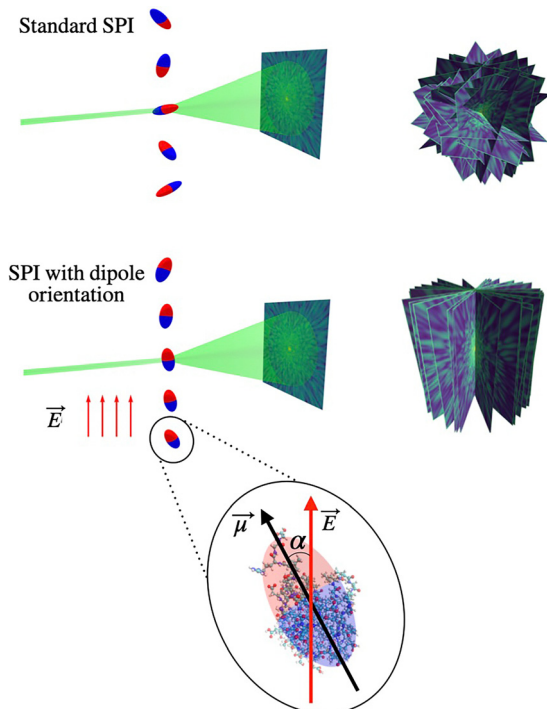 Standard SPI
SPI with dipole
orientation
E
μ
α
E